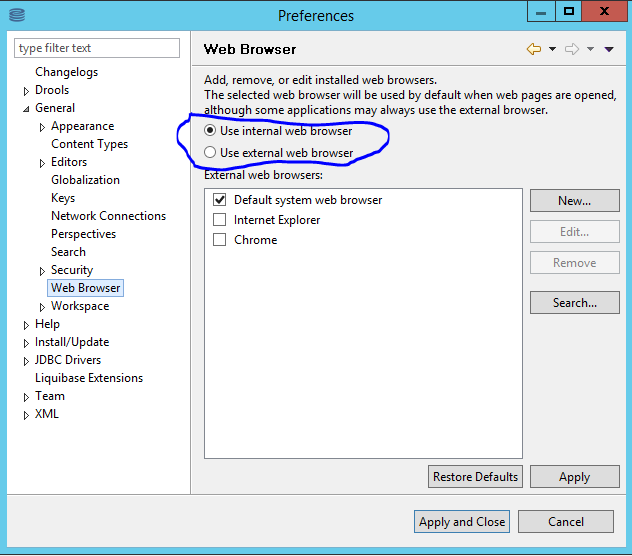 Preferences
type filter text
Changelogs
Drools
General
Appearance
Content Types
Editors
Globalization
Keys
Network Connections
Perspectives
Search
Security
Web Browser
Workspace
Help
Install/Update
JDBC Drivers
Liquibase Extensions
Team
XML
Web Browser
Add, remove, or edit installed web browsers.
The selected web browser will be used by default when web pages are opened,
although some applications may always use the external browser.
Use internal web browser
Use external web browser
External web browsers:
Default system web browser
Internet Explorer
Chrome
New...
Edit...
Remove
Search...
Restore Defaults
Apply
Apply and Close
Cancel